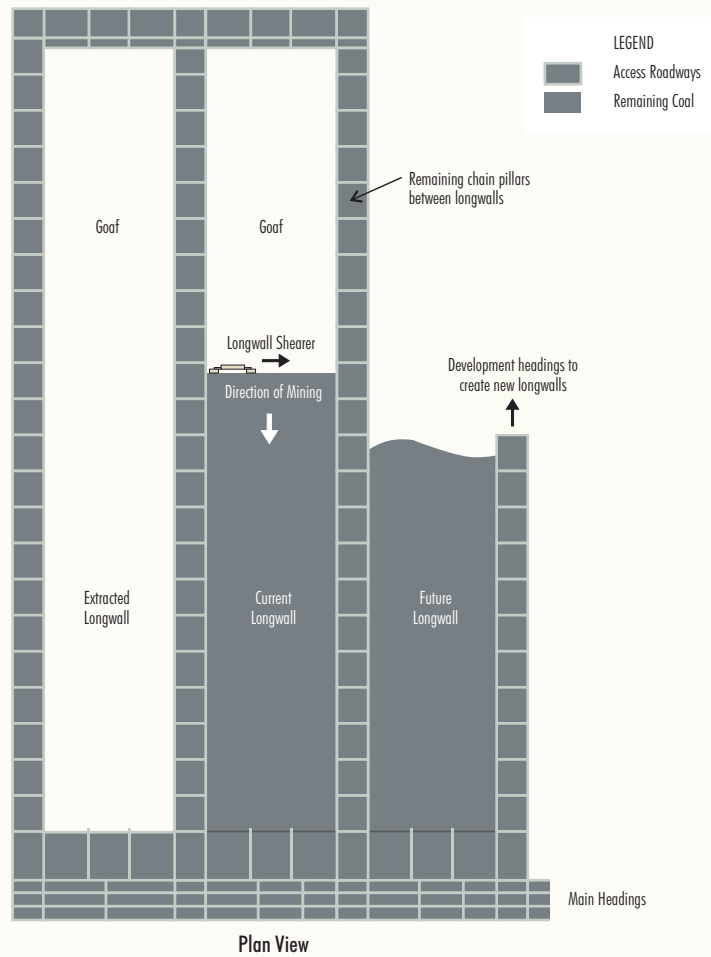 LEGEND
Access Roadways
Remaining Coal
Remaining chain pillars
between longwalls
Goaf
Goaf
Longwall Shearer
Direction of Mining
Development headings to
create new longwalls
Extracted
Longwall
Current
Longwall
Future
Longwall
Main Headings
Plan View